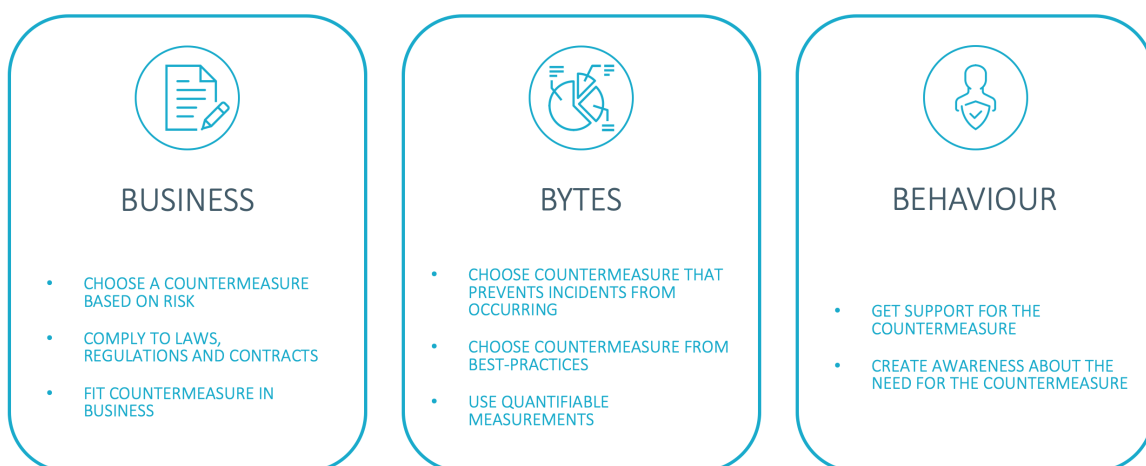 BUSINESS
• CHOOSE A COUNTERMEASURE
BASED ON RISK
• COMPLY TO LAWS,
REGULATIONS AND CONTRACTS
• FIT COUNTERMEASURE IN
BUSINESS
BYTES
• CHOOSE COUNTERMEASURE THAT
PREVENTS INCIDENTS FROM
OCCURRING
• CHOOSE COUNTERMEASURE FROM
BEST-PRACTICES
• USE QUANTIFIABLE
MEASUREMENTS
BEHAVIOUR
• GET SUPPORT FOR THE
COUNTERMEASURE
• CREATE AWARENESS ABOUT THE
NEED FOR THE COUNTERMEASURE